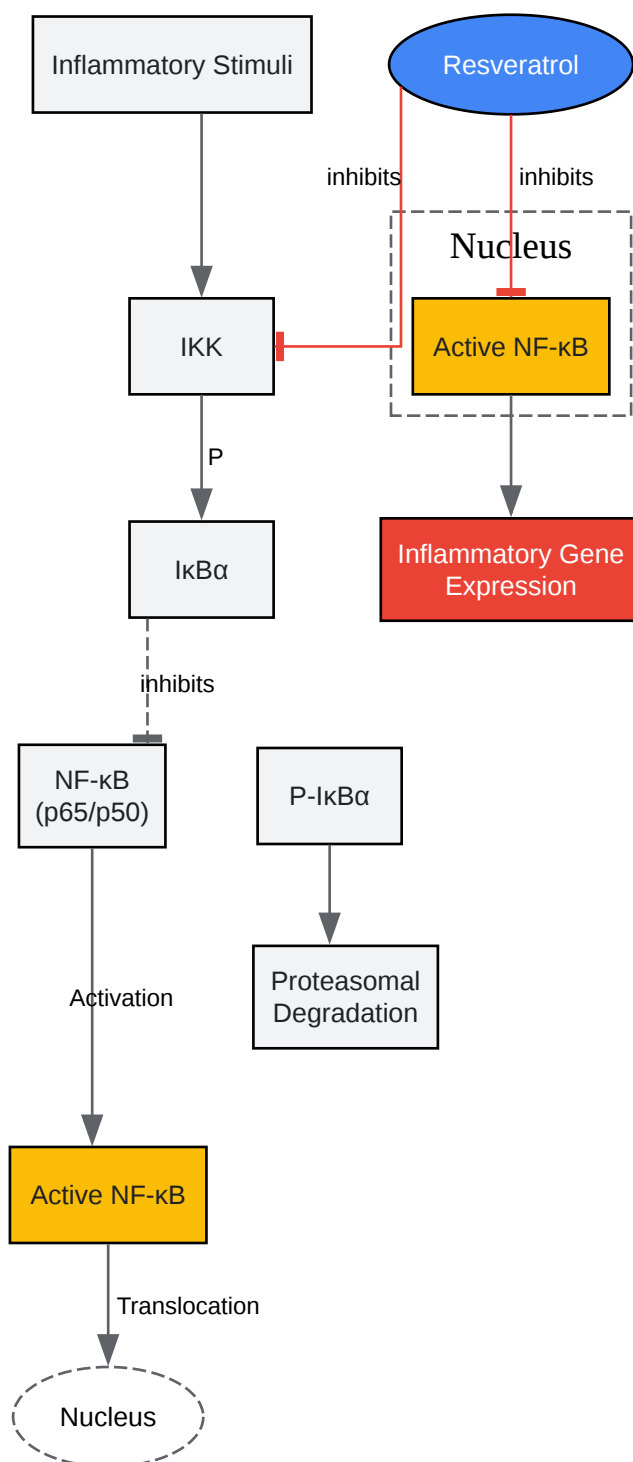 Inflammatory Stimuli
Resveratrol
inhibits
inhibits
Nucleus
IKK
Active NF-κB
P
IκBα
Inflammatory Gene
Expression
inhibits
NF-κB
(p65/p50)
P-IκBα
Proteasomal
Degradation
Activation
Active NF-κB
Translocation
Nucleus